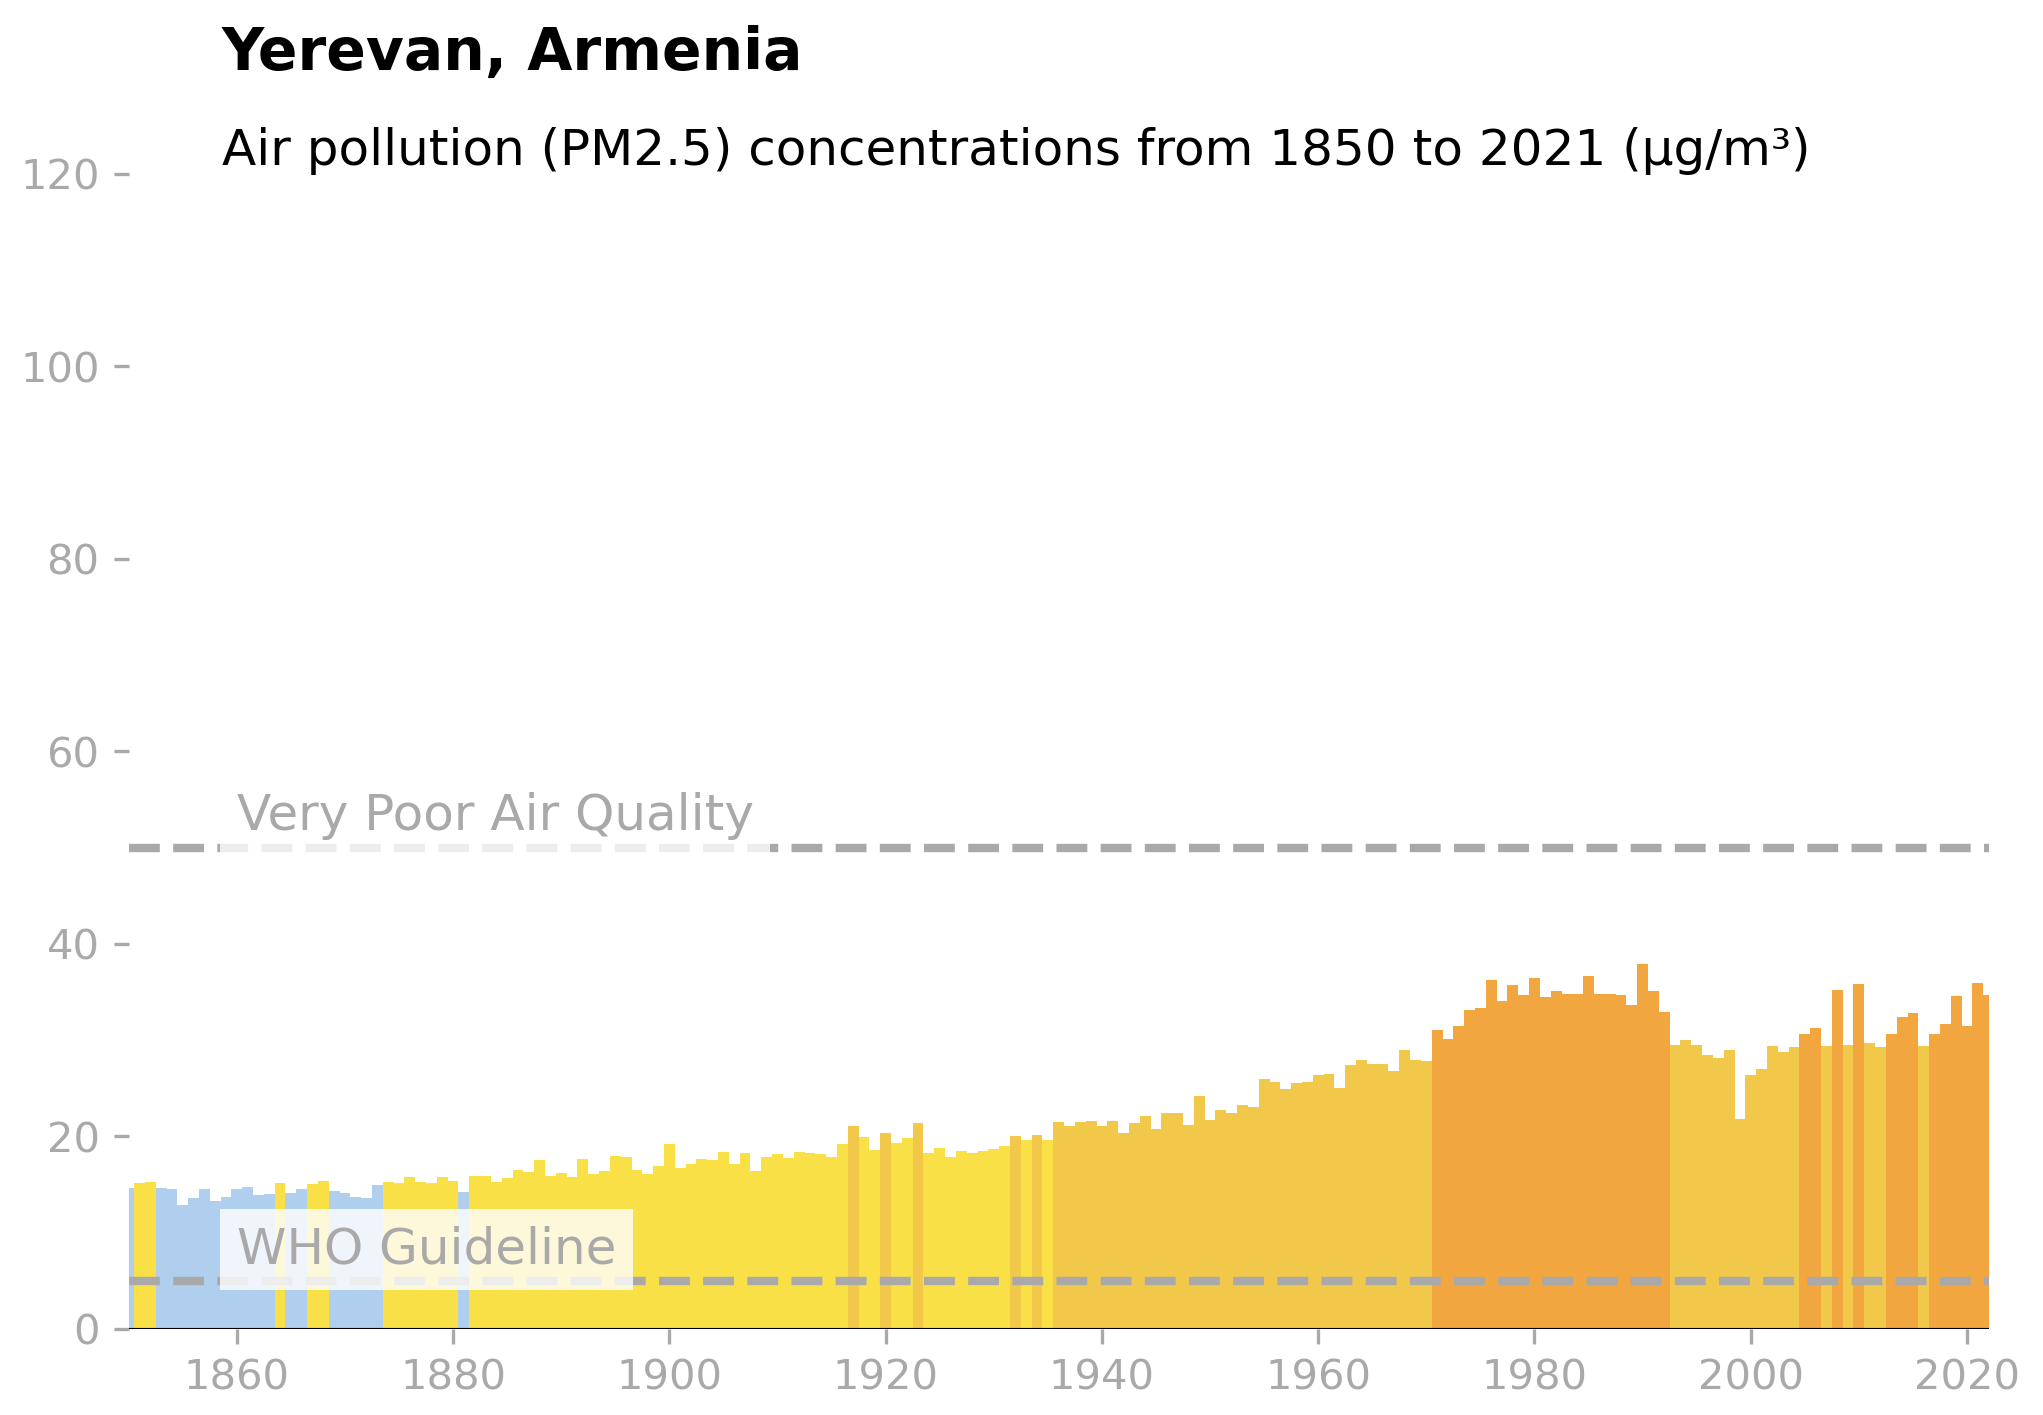 Yerevan, Armenia
Air pollution (PM2.5) concentrations from 1850 to 2021 (μg/m³)
120
100
80
60
Very Poor Air Quality
40
20
WHO Guideline
0
1860 1880 1900 1920 1940 1960 1980 2000 2020